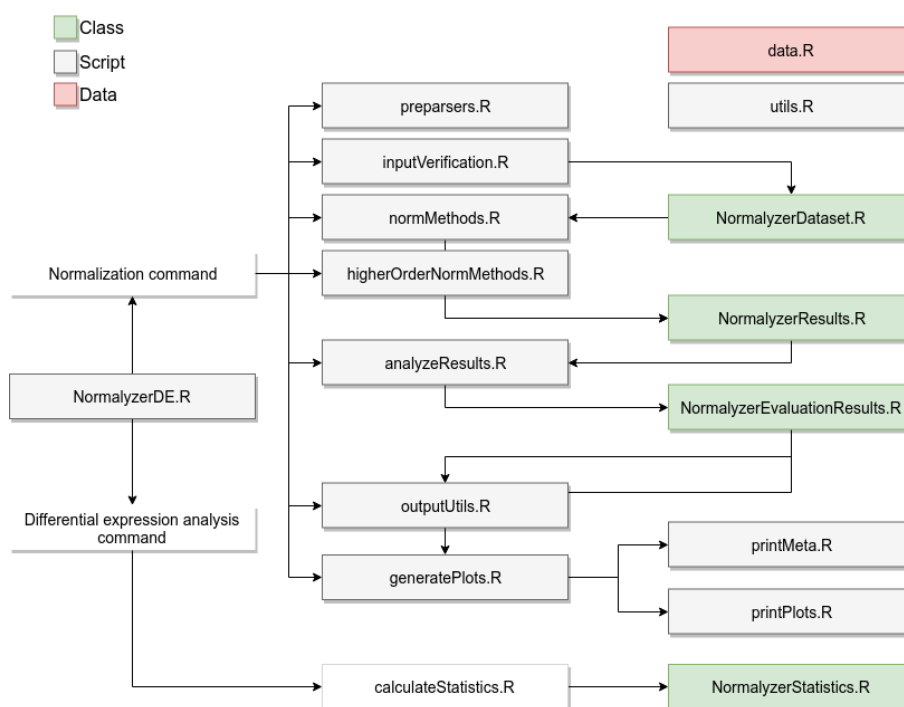 Class
Script
Data
data.R
utils.R
preparsers.R
inputVerification.R
normMethods.R
NormalyzerDataset.R
Normalization command
higherOrderNormMethods.R
NormalyzerResults.R
analyzeResults.R
NormalyzerDE.R
NormalyzerEvaluationResults.R
outputUtils.R
Differential expression analysis
command
printMeta.R
generatePlots.R
printPlots.R
calculateStatistics.R
NormalyzerStatistics.R